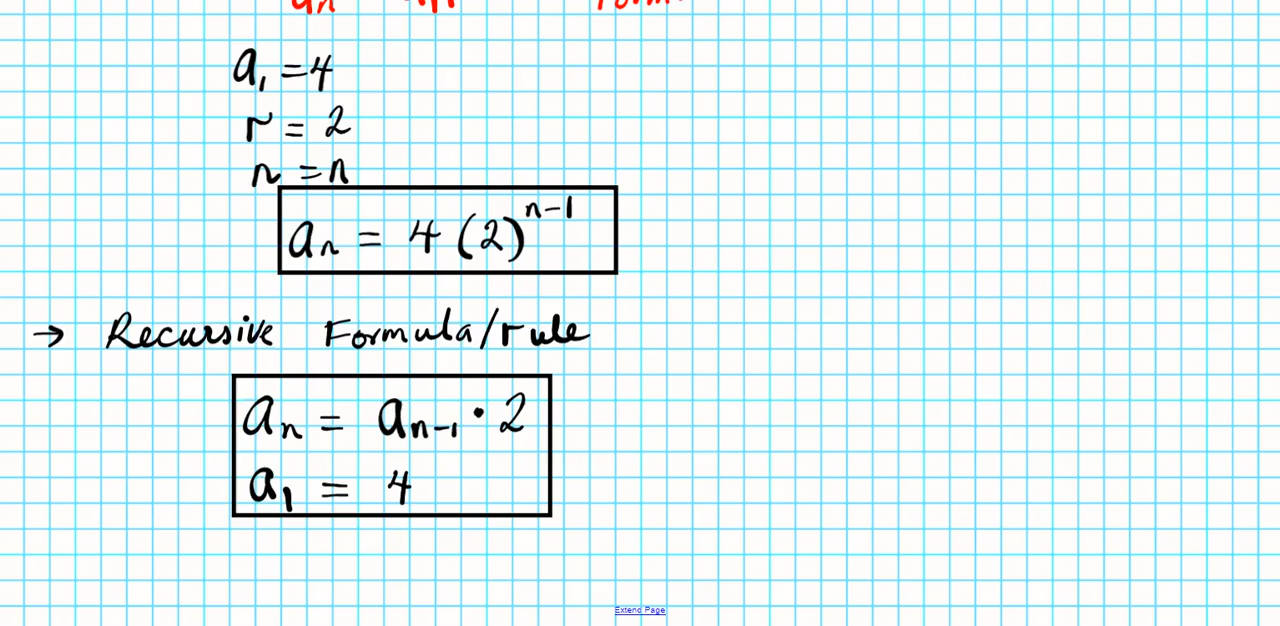 a₁ = 4
r = 2
n = n
aₙ = 4 (2)ⁿ⁻¹
→ Recursive Formula/rule
aₙ = aₙ₋₁ · 2
a₁ = 4
Extend Page